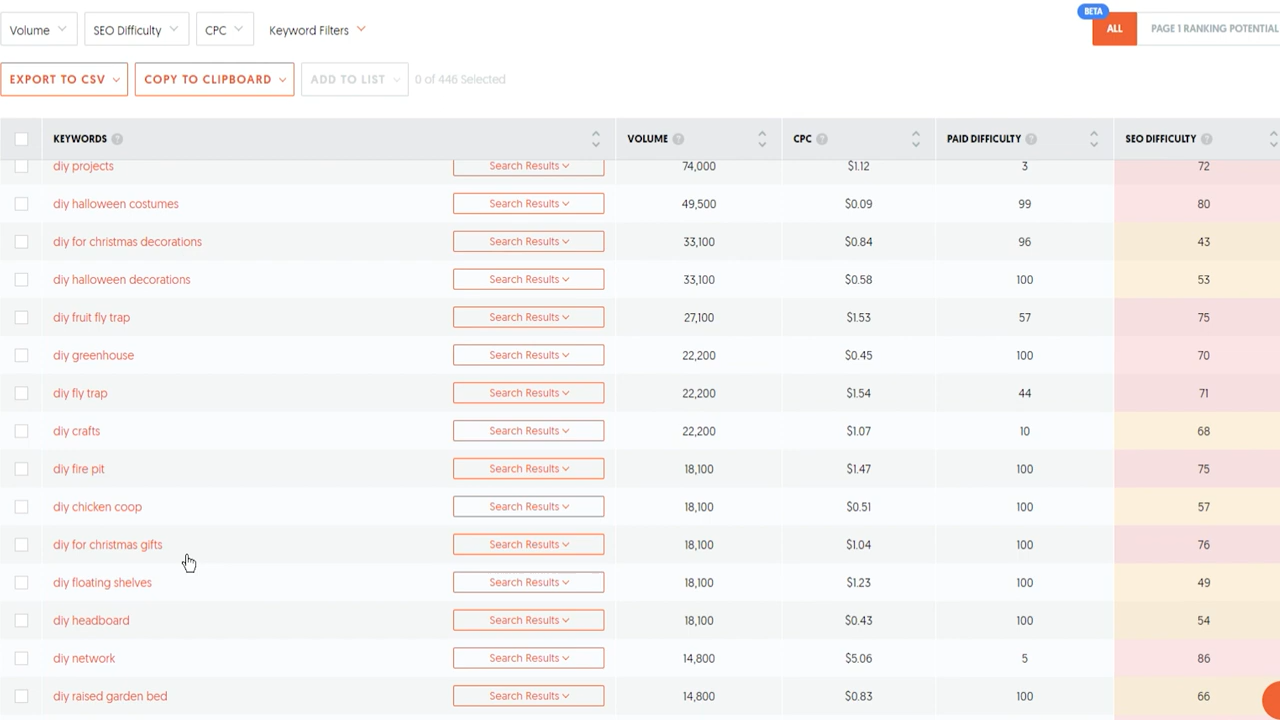 BETA
Volume SEO Difficulty CPC Keyword Filters ALL PAGE 1 RANKING POTENTIAL
EXPORT TO CSV COPY TO CLIPBOARD ADD TO LIST 0 of 446 Selected
KEYWORDS ? VOLUME ? CPC ? PAID DIFFICULTY ? SEO DIFFICULTY ?
diy projects Search Results 74,000 $1.12 3 72
diy halloween costumes Search Results 49,500 $0.09 99 80
diy for christmas decorations Search Results 33,100 $0.84 96 43
diy halloween decorations Search Results 33,100 $0.58 100 53
diy fruit fly trap Search Results 27,100 $1.53 57 75
diy greenhouse Search Results 22,200 $0.45 100 70
diy fly trap Search Results 22,200 $1.54 44 71
diy crafts Search Results 22,200 $1.07 10 68
diy fire pit Search Results 18,100 $1.47 100 75
diy chicken coop Search Results 18,100 $0.51 100 57
diy for christmas gifts Search Results 18,100 $1.04 100 76
diy floating shelves Search Results 18,100 $1.23 100 49
diy headboard Search Results 18,100 $0.43 100 54
diy network Search Results 14,800 $5.06 5 86
diy raised garden bed Search Results 14,800 $0.83 100 66